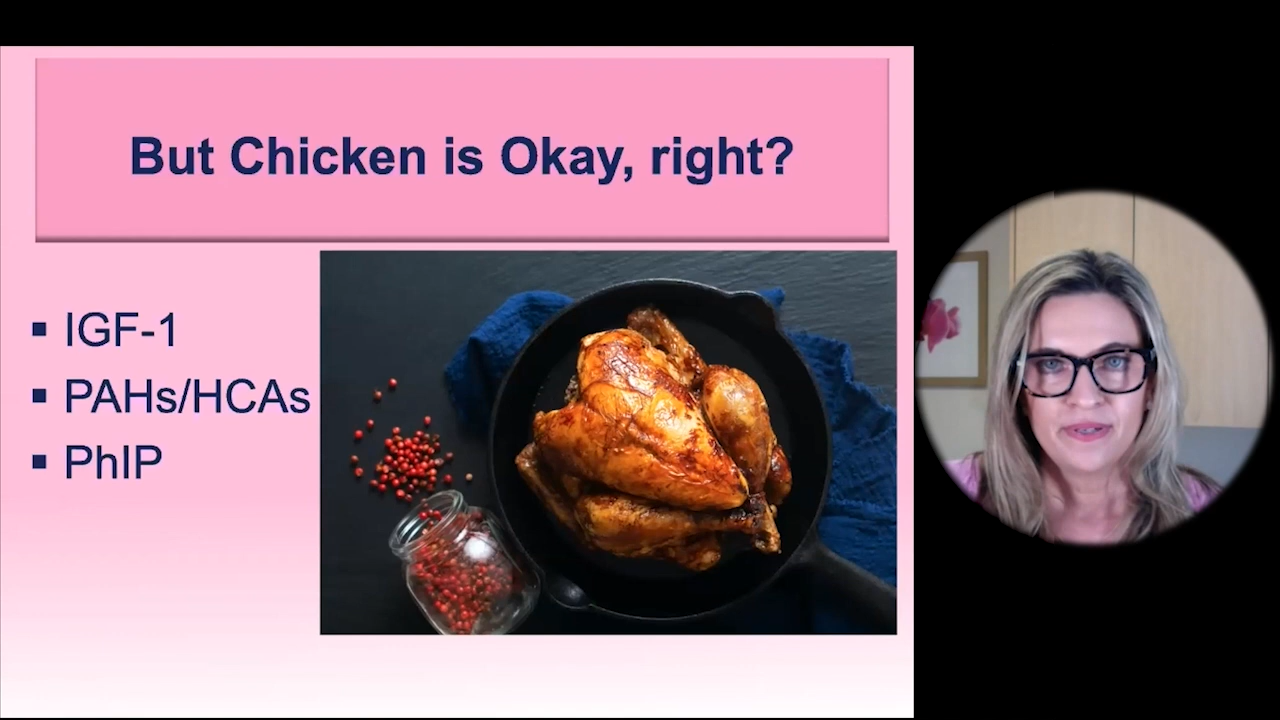 But Chicken is Okay, right?
▪ IGF-1
▪ PAHs/HCAs
▪ PhIP